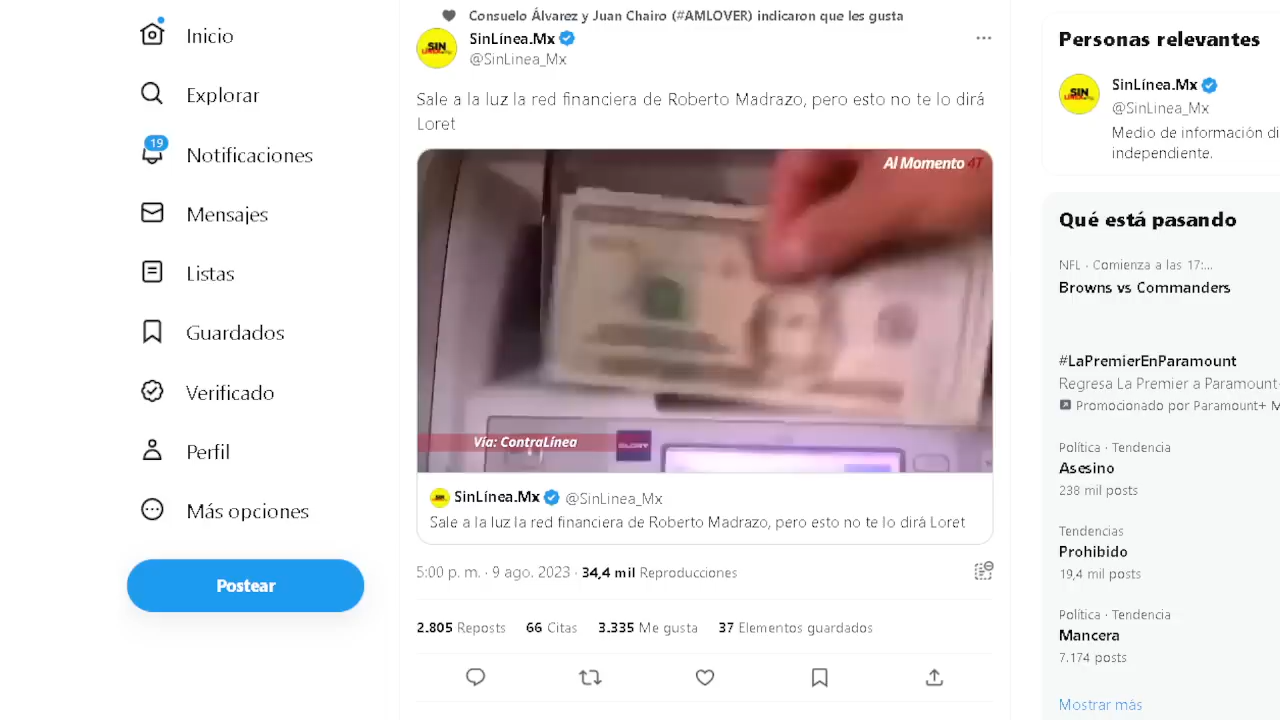 Inicio
Explorar
19
Notificaciones
Mensajes
Listas
Guardados
Verificado
Perfil
Más opciones
Postear
Consuelo Álvarez y Juan Chairo (#AMLOVER) indicaron que les gusta
SinLínea.Mx
@SinLinea_Mx
Sale a la luz la red financiera de Roberto Madrazo, pero esto no te lo dirá
Loret
Al Momento 4T
Vía: ContraLínea
GLORY
SinLínea.Mx @SinLinea_Mx
Sale a la luz la red financiera de Roberto Madrazo, pero esto no te lo dirá Loret
5:00 p. m. · 9 ago. 2023 · 34,4 mil Reproducciones
2.805 Reposts 66 Citas 3.335 Me gusta 37 Elementos guardados
Personas relevantes
SinLínea.Mx
@SinLinea_Mx
Medio de información di
independiente.
Qué está pasando
NFL · Comienza a las 17:...
Browns vs Commanders
#LaPremierEnParamount
Regresa La Premier a Paramount+
Promocionado por Paramount+ M
Política · Tendencia
Asesino
238 mil posts
Tendencias
Prohibido
19,4 mil posts
Política · Tendencia
Mancera
7.174 posts
Mostrar más